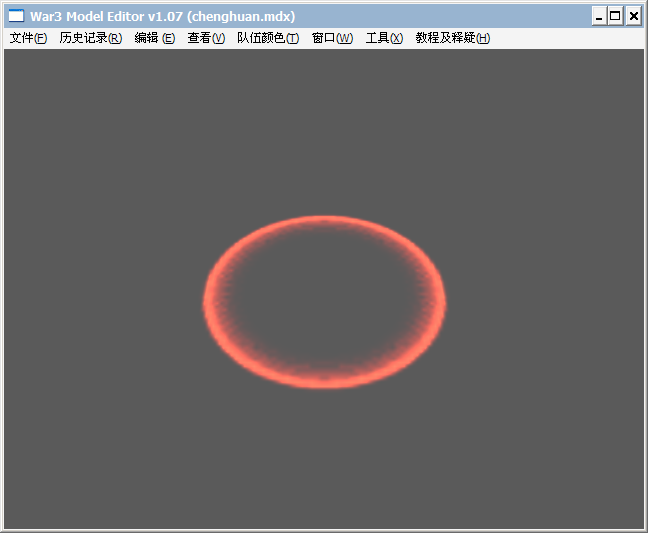 War3 Model Editor v1.07 (chenghuan.mdx)
文件(F) 历史记录(R) 编辑 (E) 查看(V) 队伍颜色(T) 窗口(W) 工具(X) 教程及释疑(H)